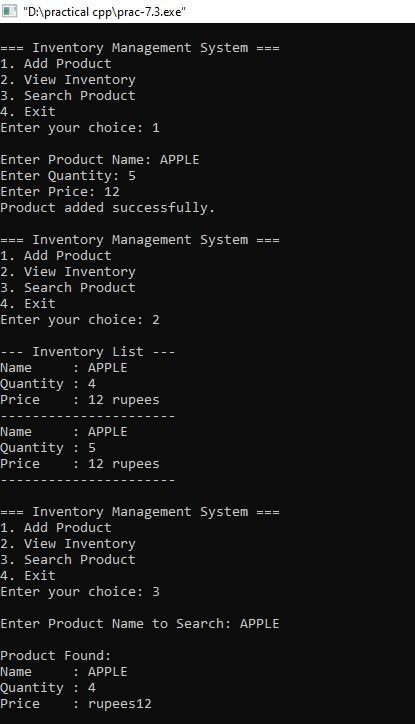 "D:\practical cpp\prac-7.3.exe"
=== Inventory Management System ===
1. Add Product
2. View Inventory
3. Search Product
4. Exit
Enter your choice: 1
Enter Product Name: APPLE
Enter Quantity: 5
Enter Price: 12
Product added successfully.
=== Inventory Management System ===
1. Add Product
2. View Inventory
3. Search Product
4. Exit
Enter your choice: 2
--- Inventory List ---
Name     : APPLE
Quantity : 4
Price    : 12 rupees
----------------------
Name     : APPLE
Quantity : 5
Price    : 12 rupees
----------------------
=== Inventory Management System ===
1. Add Product
2. View Inventory
3. Search Product
4. Exit
Enter your choice: 3
Enter Product Name to Search: APPLE
Product Found:
Name     : APPLE
Quantity : 4
Price    : rupees12